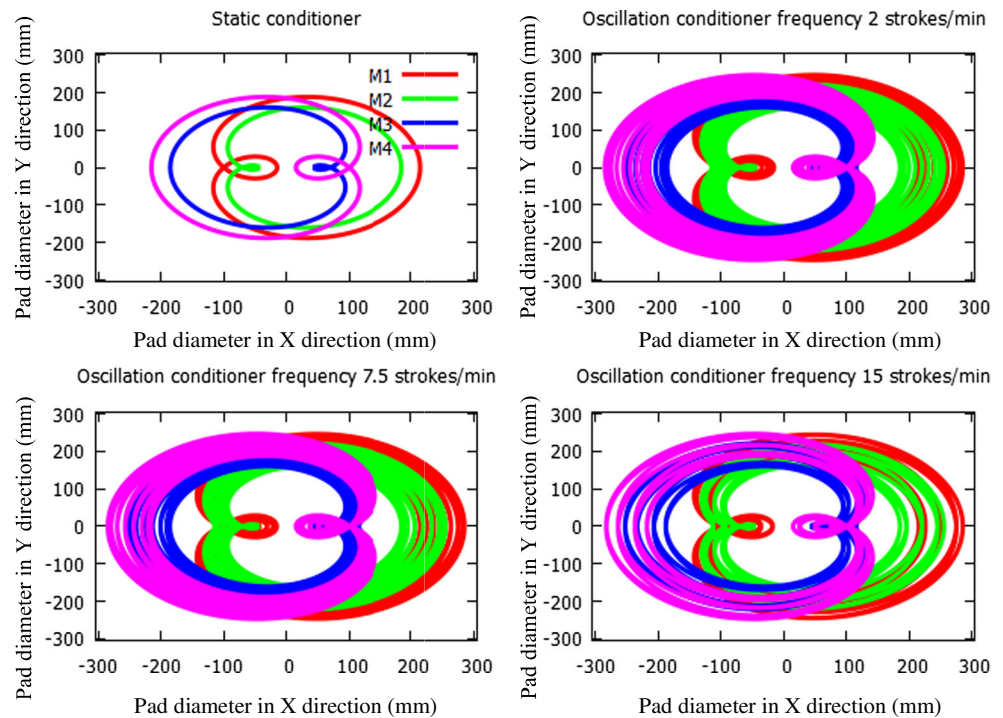 Static conditioner
Pad diameter in Y direction (mm)
300
200
100
0
-100
-200
-300
M1
M2
M3
M4
-300 -200 -100 0 100 200 300
Pad diameter in X direction (mm)
Oscillation conditioner frequency 2 strokes/min
Pad diameter in Y direction (mm)
300
200
100
0
-100
-200
-300
-300 -200 -100 0 100 200 300
Pad diameter in X direction (mm)
Oscillation conditioner frequency 7.5 strokes/min
Pad diameter in Y direction (mm)
300
200
100
0
-100
-200
-300
-300 -200 -100 0 100 200 300
Pad diameter in X direction (mm)
Oscillation conditioner frequency 15 strokes/min
Pad diameter in Y direction (mm)
300
200
100
0
-100
-200
-300
-300 -200 -100 0 100 200 300
Pad diameter in X direction (mm)